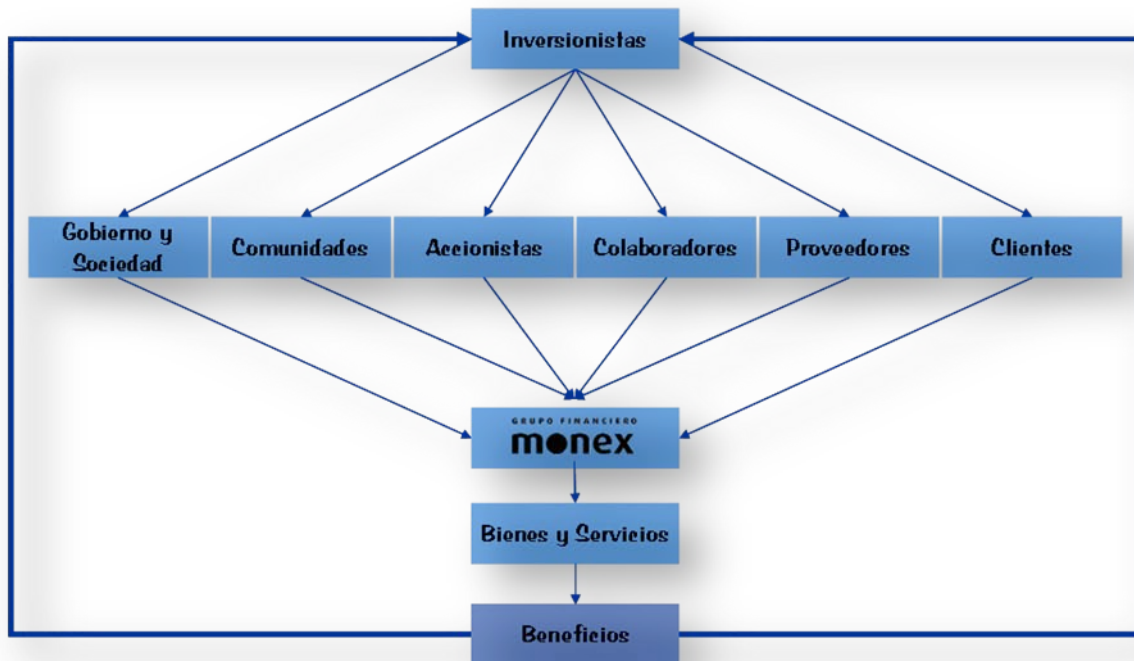 Inversionistas
Gobierno y
Sociedad
Comunidades
Accionistas
Colaboradores
Proveedores
Clientes
GRUPO FINANCIERO
monex
Bienes y Servicios
Beneficios